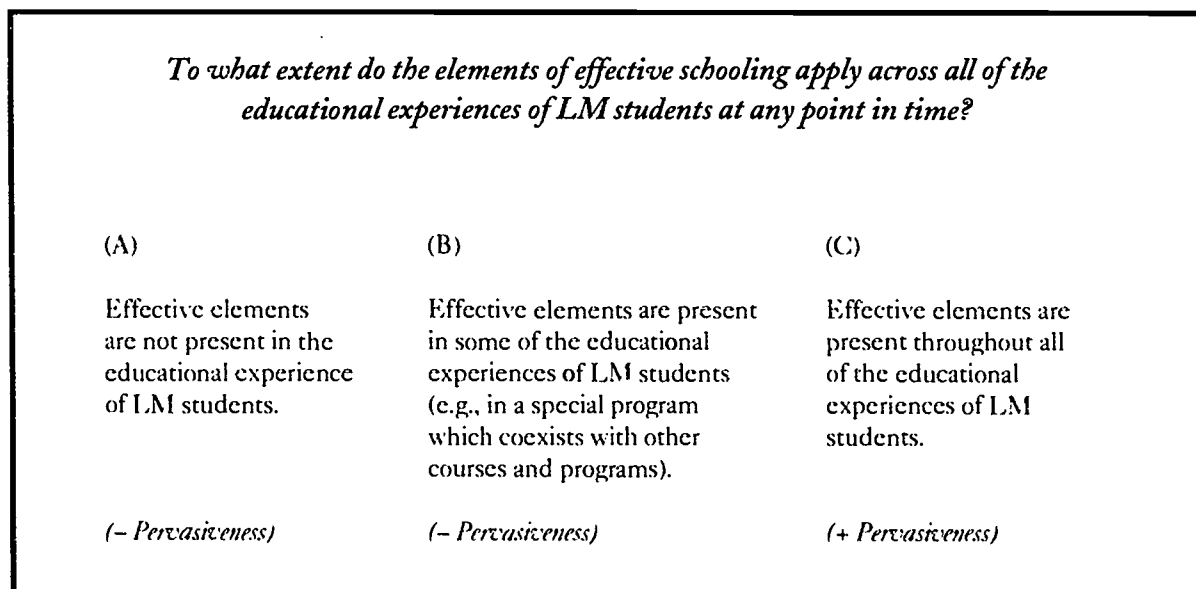 To what extent do the elements of effective schooling apply across all of the
educational experiences of LM students at any point in time?
(A)
Effective elements
are not present in the
educational experience
of LM students.
(– Pervasiveness)
(B)
Effective elements are present
in some of the educational
experiences of LM students
(e.g., in a special program
which coexists with other
courses and programs).
(– Pervasiveness)
(C)
Effective elements are
present throughout all
of the educational
experiences of LM
students.
(+ Pervasiveness)